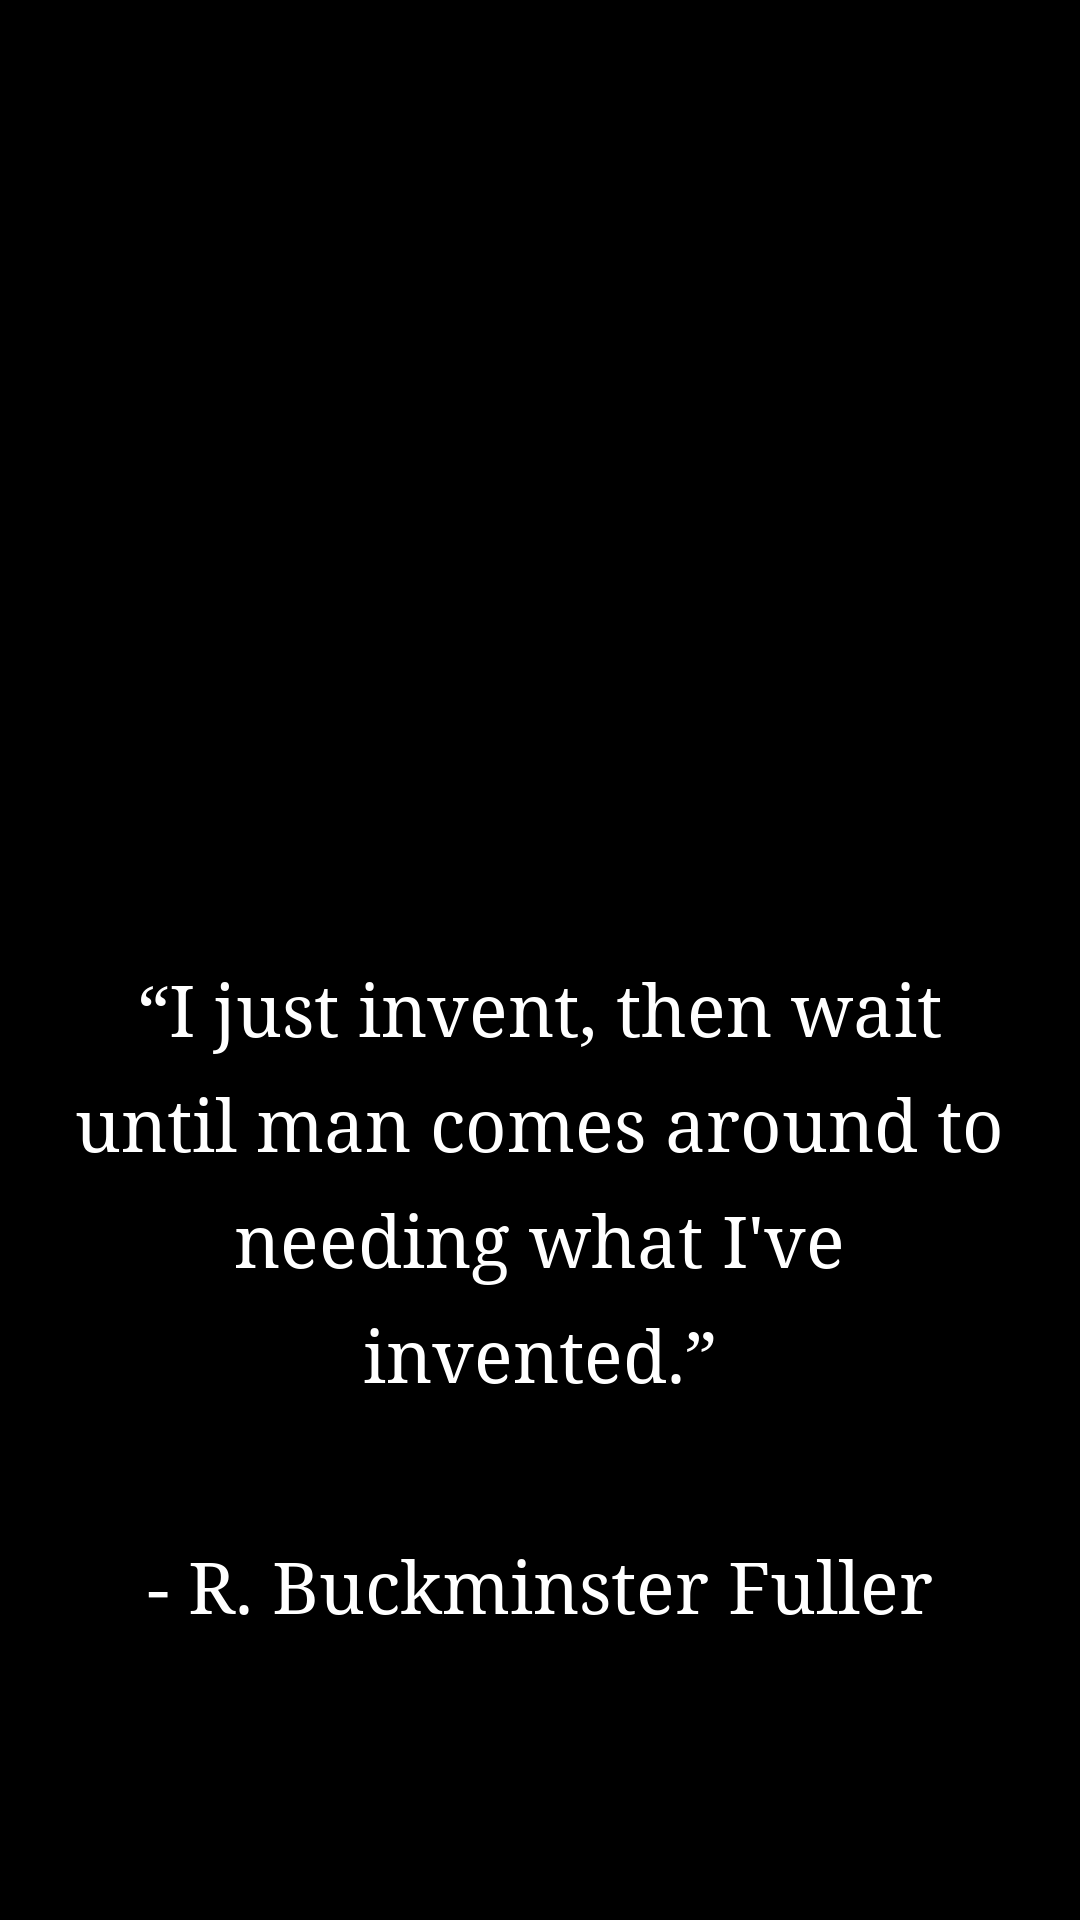 “I just invent, then wait
until man comes around to
needing what I've
invented.”
- R. Buckminster Fuller